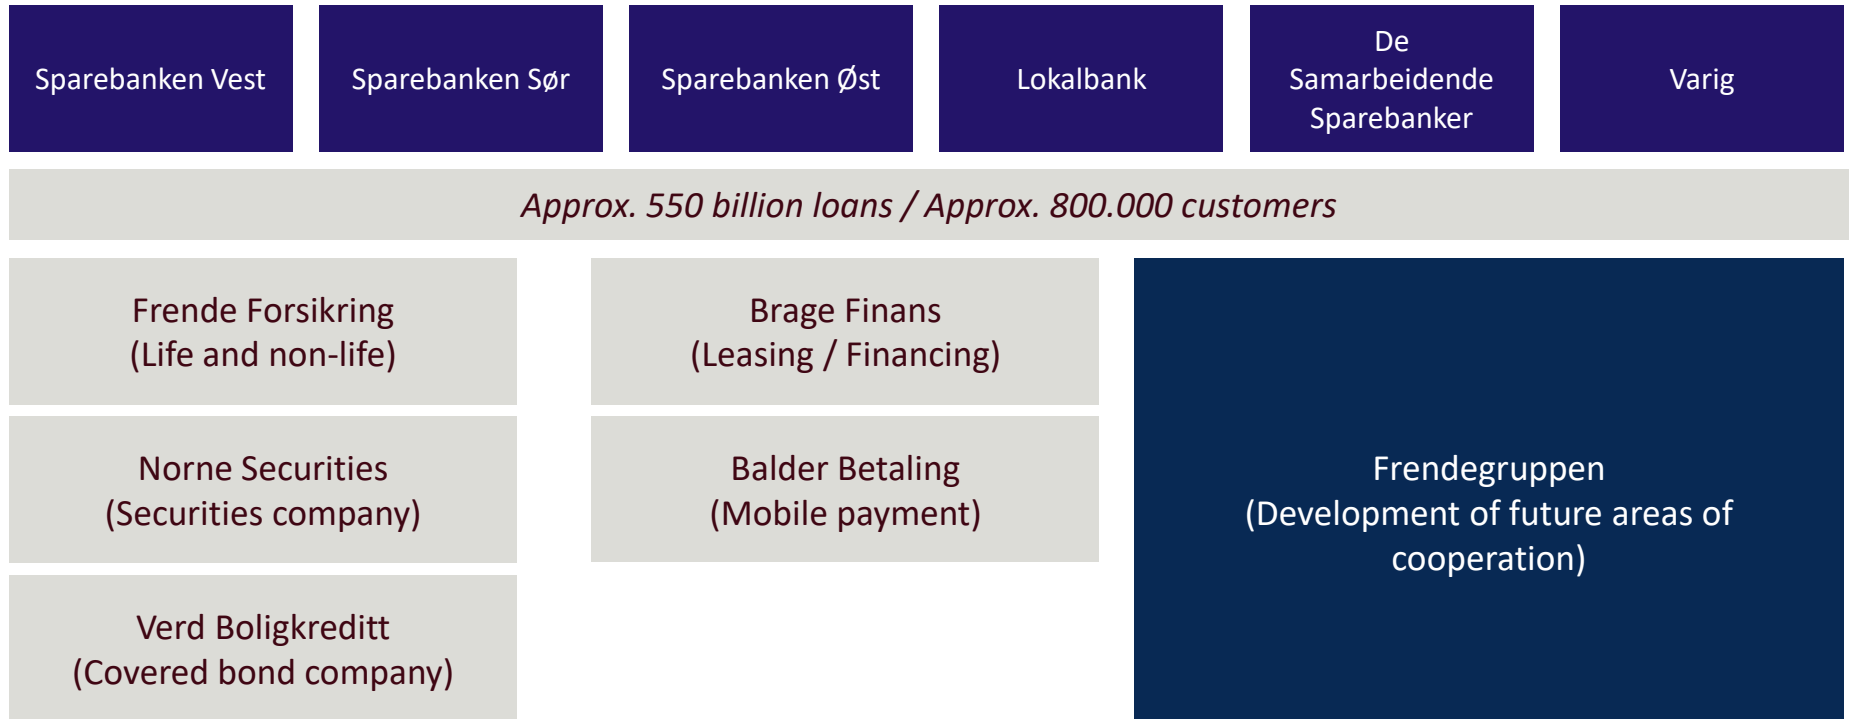 Sparebanken Vest
Sparebanken Sør
Sparebanken Øst
Lokalbank
De
Samarbeidende
Sparebanker
Varig
Approx. 550 billion loans / Approx. 800.000 customers
Frende Forsikring
(Life and non-life)
Brage Finans
(Leasing / Financing)
Norne Securities
(Securities company)
Balder Betaling
(Mobile payment)
Verd Boligkreditt
(Covered bond company)
Frendegruppen
(Development of future areas of
cooperation)